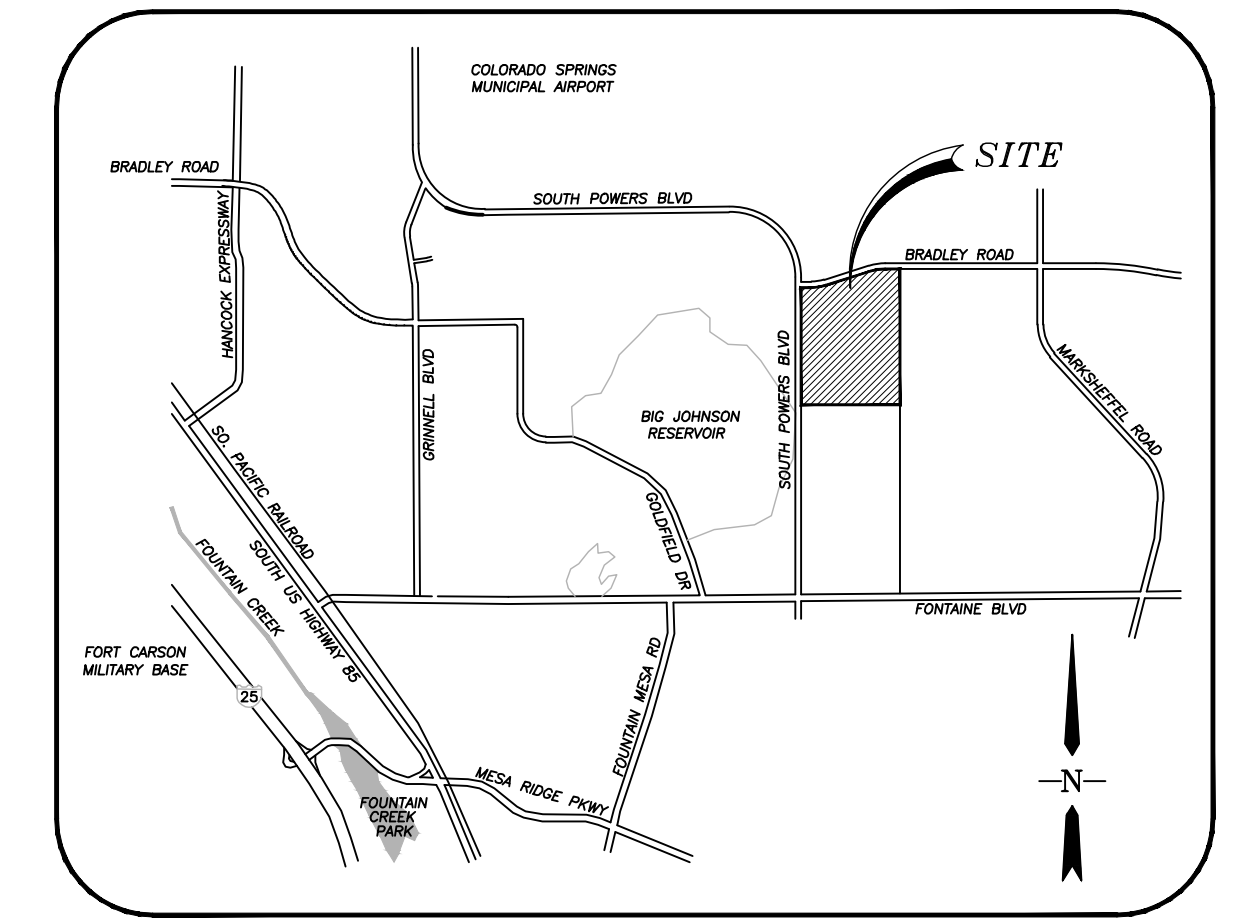 COLORADO SPRINGS
MUNICIPAL AIRPORT
SITE
BRADLEY ROAD
SOUTH POWERS BLVD
HANCOCK EXPRESSWAY
BRADLEY ROAD
GRINNELL BLVD
SOUTH POWERS BLVD
MARKSHEFFEL ROAD
BIG JOHNSON
RESERVOIR
SO. PACIFIC RAILROAD
GOLDFIELD DR
FOUNTAIN CREEK
SOUTH US HIGHWAY 85
FONTAINE BLVD
FORT CARSON
MILITARY BASE
25
FOUNTAIN MESA RD
MESA RIDGE PKWY
N
FOUNTAIN
CREEK
PARK